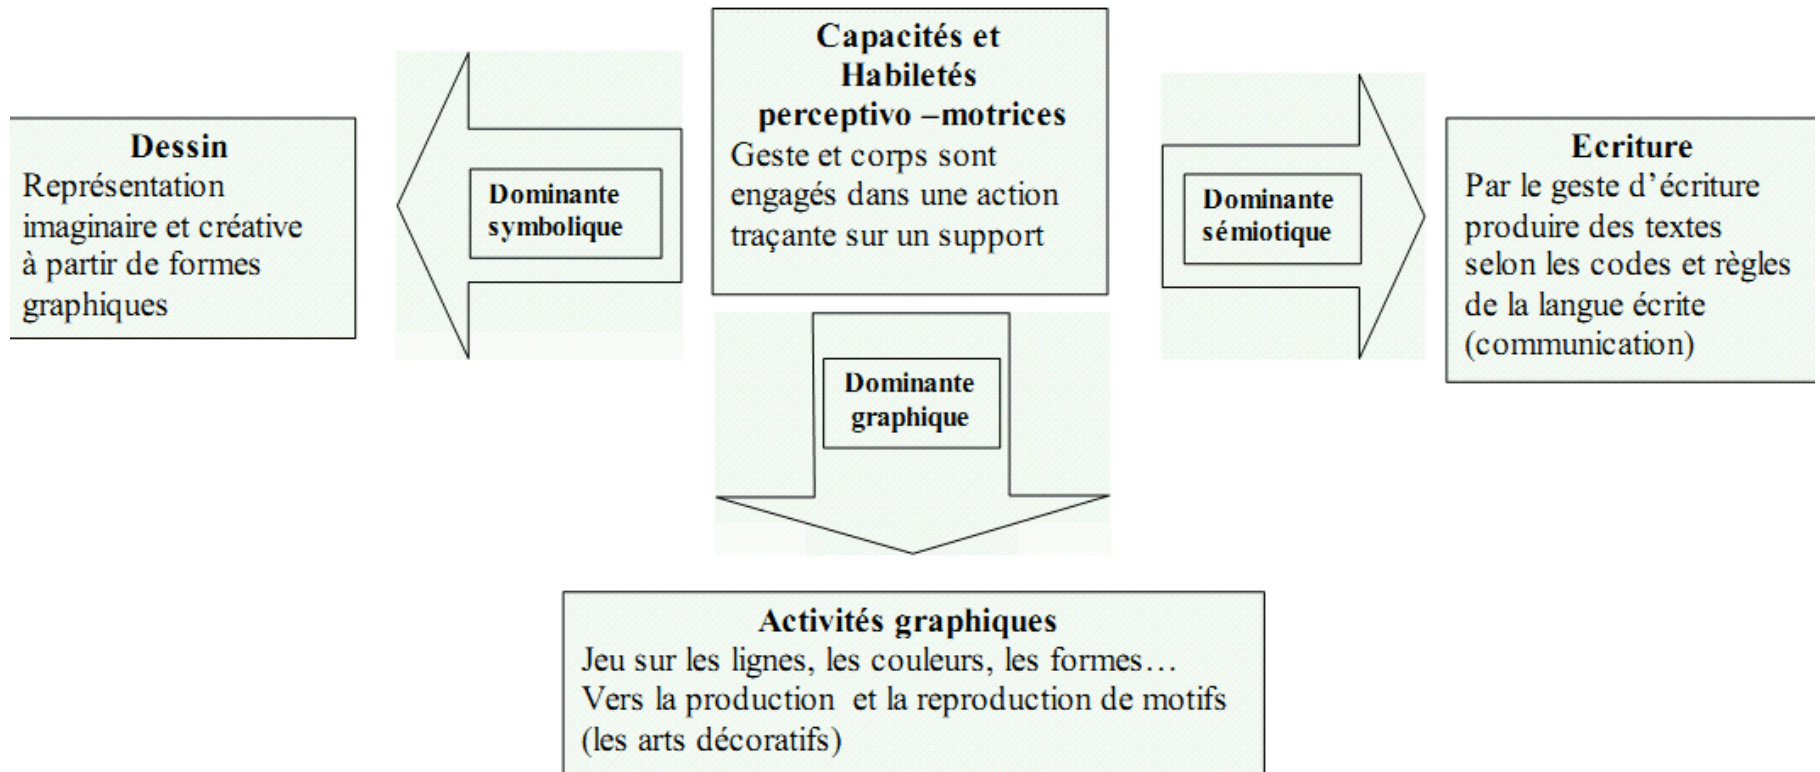 Capacités et
Habiletés
perceptivo –motrices
Geste et corps sont
engagés dans une action
traçante sur un support
Dessin
Représentation
imaginaire et créative
à partir de formes
graphiques
Dominante
symbolique
Dominante
sémiotique
Ecriture
Par le geste d’écriture
produire des textes
selon les codes et règles
de la langue écrite
(communication)
Dominante
graphique
Activités graphiques
Jeu sur les lignes, les couleurs, les formes…
Vers la production et la reproduction de motifs
(les arts décoratifs)